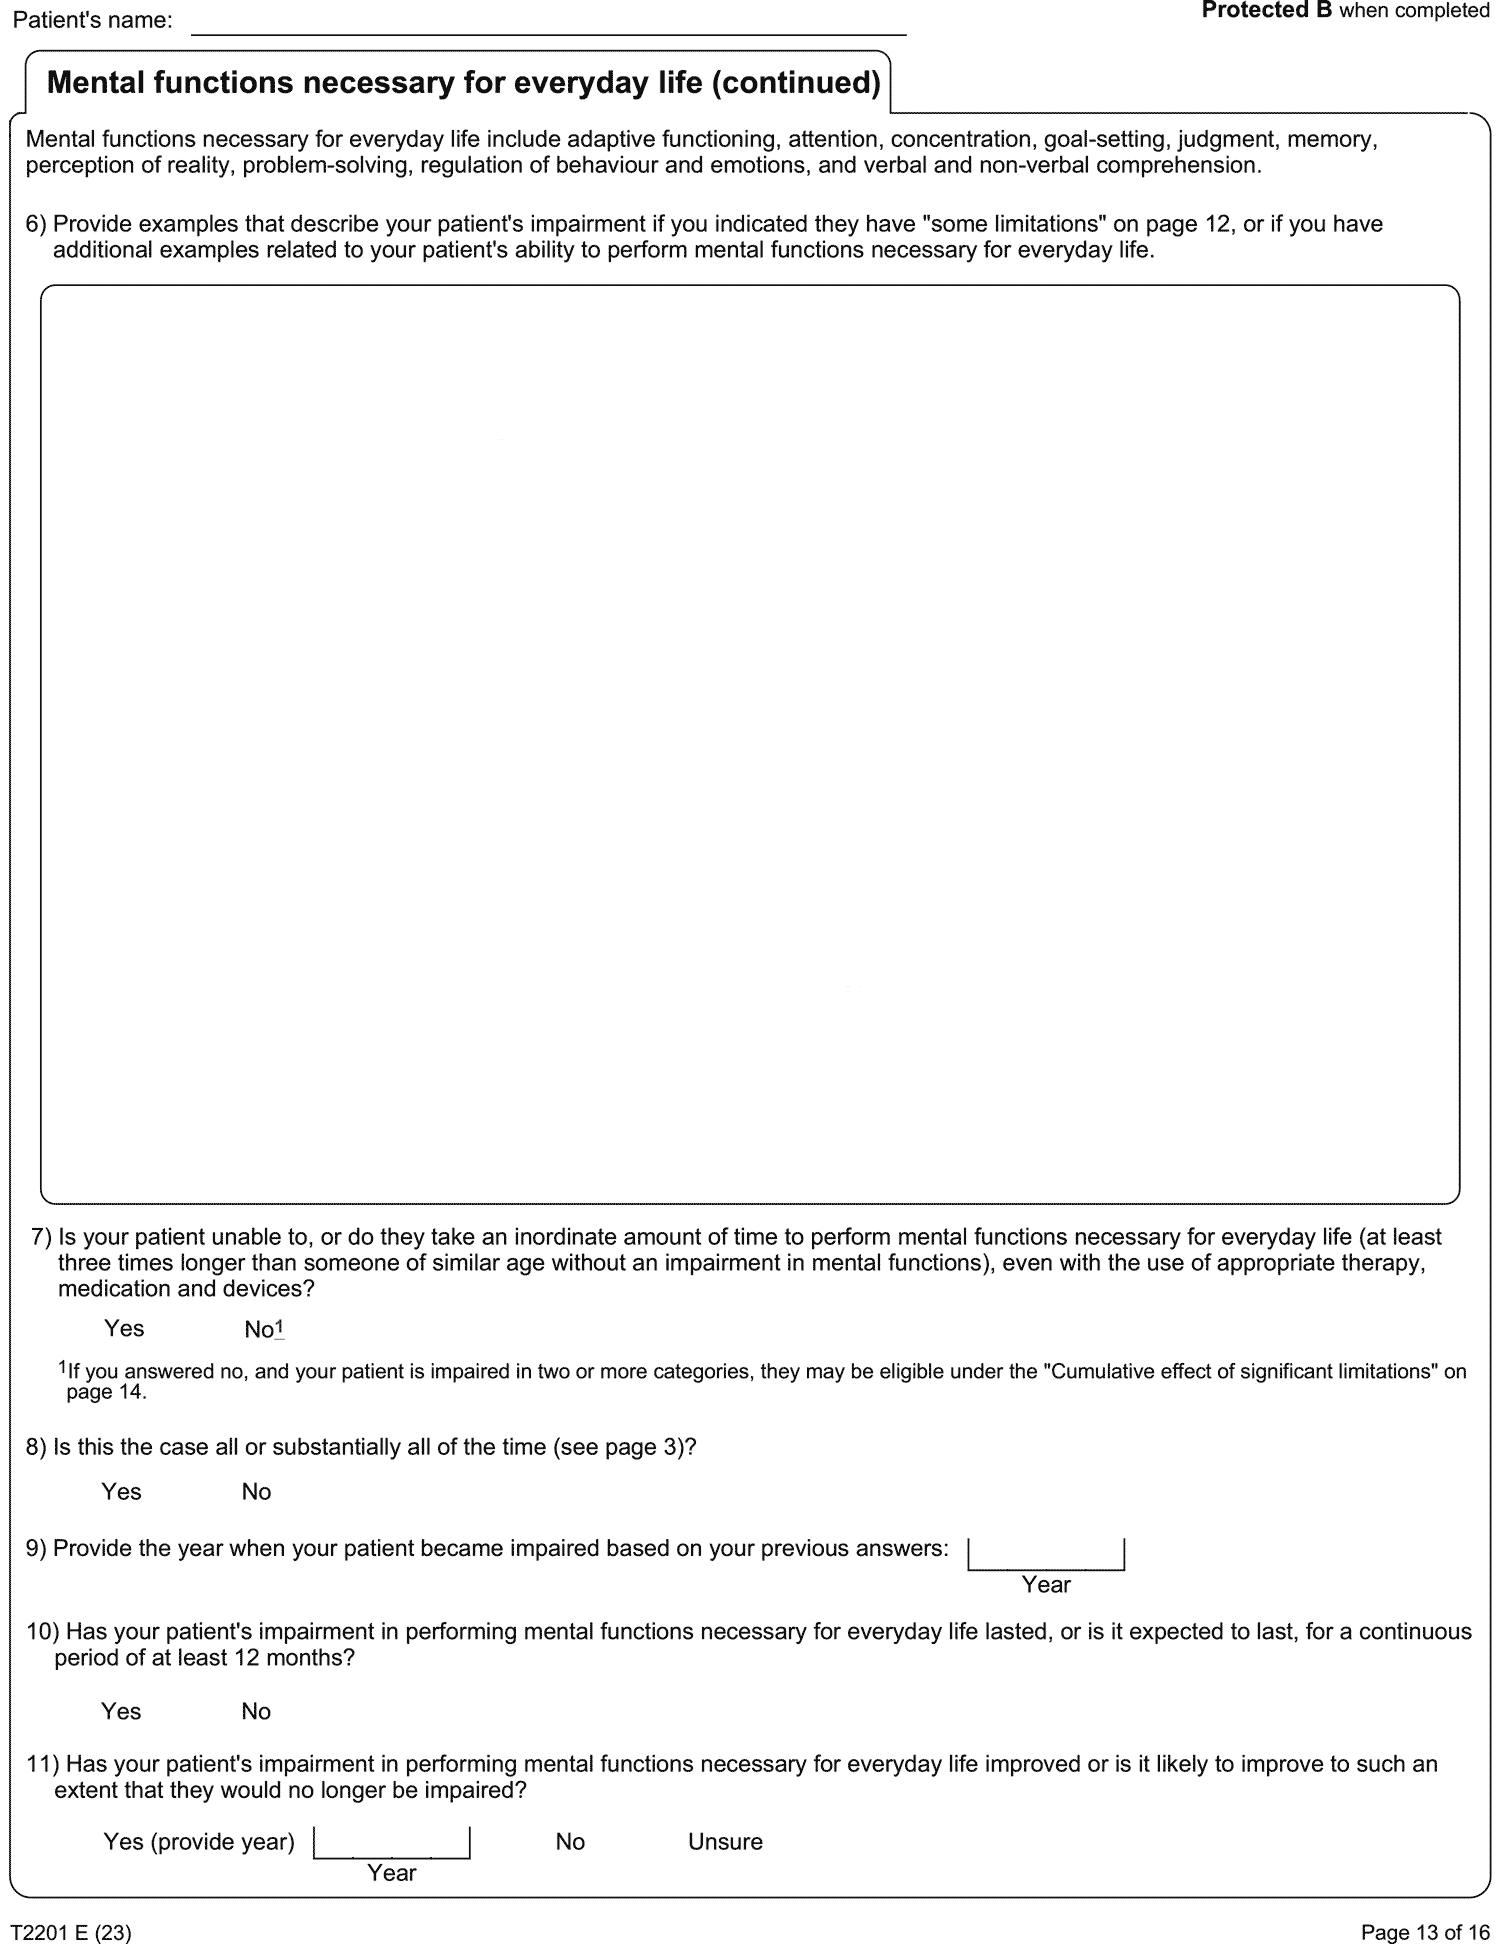 Patient's name:
Protected B when completed
Mental functions necessary for everyday life (continued)
Mental functions necessary for everyday life include adaptive functioning, attention, concentration, goal-setting, judgment, memory,
perception of reality, problem-solving, regulation of behaviour and emotions, and verbal and non-verbal comprehension.
6) Provide examples that describe your patient's impairment if you indicated they have "some limitations" on page 12, or if you have
additional examples related to your patient's ability to perform mental functions necessary for everyday life.
7) Is your patient unable to, or do they take an inordinate amount of time to perform mental functions necessary for everyday life (at least
three times longer than someone of similar age without an impairment in mental functions), even with the use of appropriate therapy,
medication and devices?
Yes No1
1If you answered no, and your patient is impaired in two or more categories, they may be eligible under the "Cumulative effect of significant limitations" on
page 14.
8) Is this the case all or substantially all of the time (see page 3)?
Yes No
9) Provide the year when your patient became impaired based on your previous answers:
Year
10) Has your patient's impairment in performing mental functions necessary for everyday life lasted, or is it expected to last, for a continuous
period of at least 12 months?
Yes No
11) Has your patient's impairment in performing mental functions necessary for everyday life improved or is it likely to improve to such an
extent that they would no longer be impaired?
Yes (provide year) No Unsure
Year
T2201 E (23)
Page 13 of 16